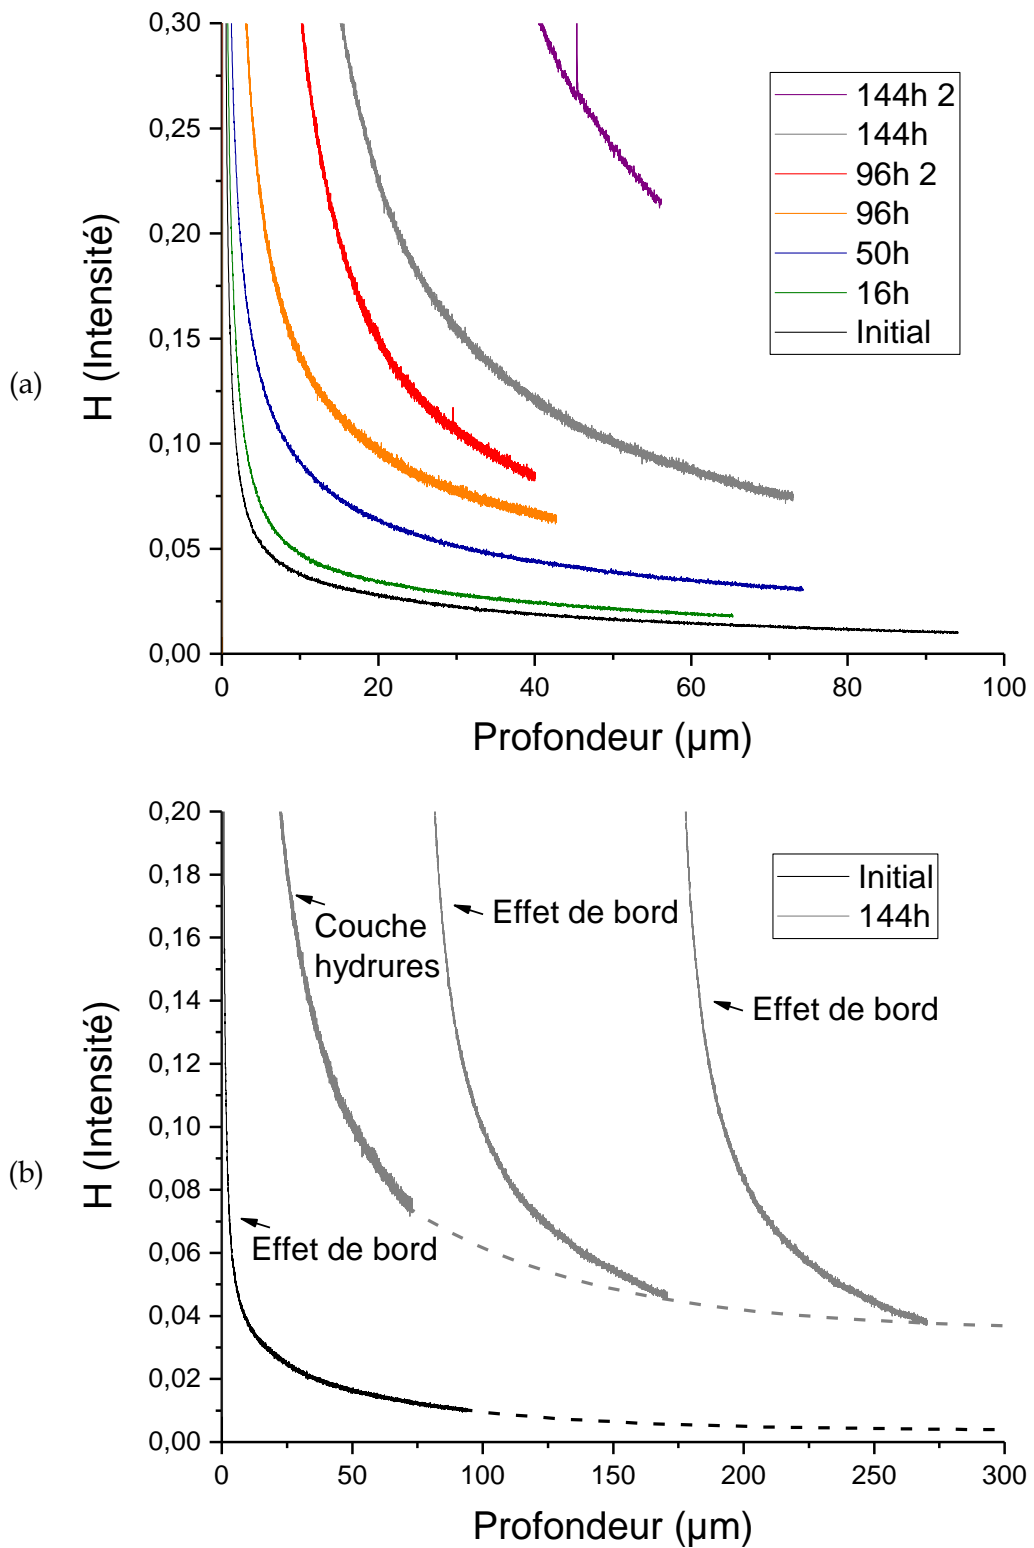 (a)
H (Intensité)
0,30
0,25
0,20
0,15
0,10
0,05
0,00
144h 2
144h
96h 2
96h
50h
16h
Initial
0 20 40 60 80 100
Profondeur (µm)
(b)
H (Intensité)
0,20
0,18
0,16
0,14
0,12
0,10
0,08
0,06
0,04
0,02
0,00
Initial
144h
Couche
hydrures
Effet de bord
Effet de bord
Effet de bord
0 50 100 150 200 250 300
Profondeur (µm)